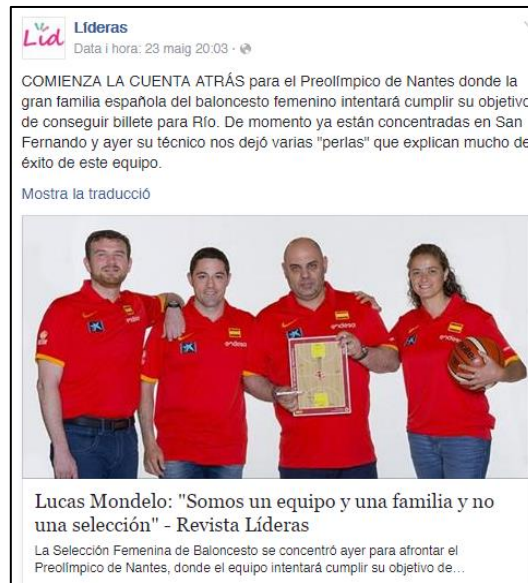 Lid
Líderas
Data i hora: 23 maig 20:03 ·
COMIENZA LA CUENTA ATRÁS para el Preolímpico de Nantes donde la
gran familia española del baloncesto femenino intentará cumplir su objetivo
de conseguir billete para Río. De momento ya están concentradas en San
Fernando y ayer su técnico nos dejó varias "perlas" que explican mucho de
éxito de este equipo.
Mostra la traducció
endesa
endesa
endesa
Lucas Mondelo: "Somos un equipo y una familia y no
una selección" - Revista Líderas
La Selección Femenina de Baloncesto se concentró ayer para afrontar el
Preolímpico de Nantes, donde el equipo intentará cumplir su objetivo de…